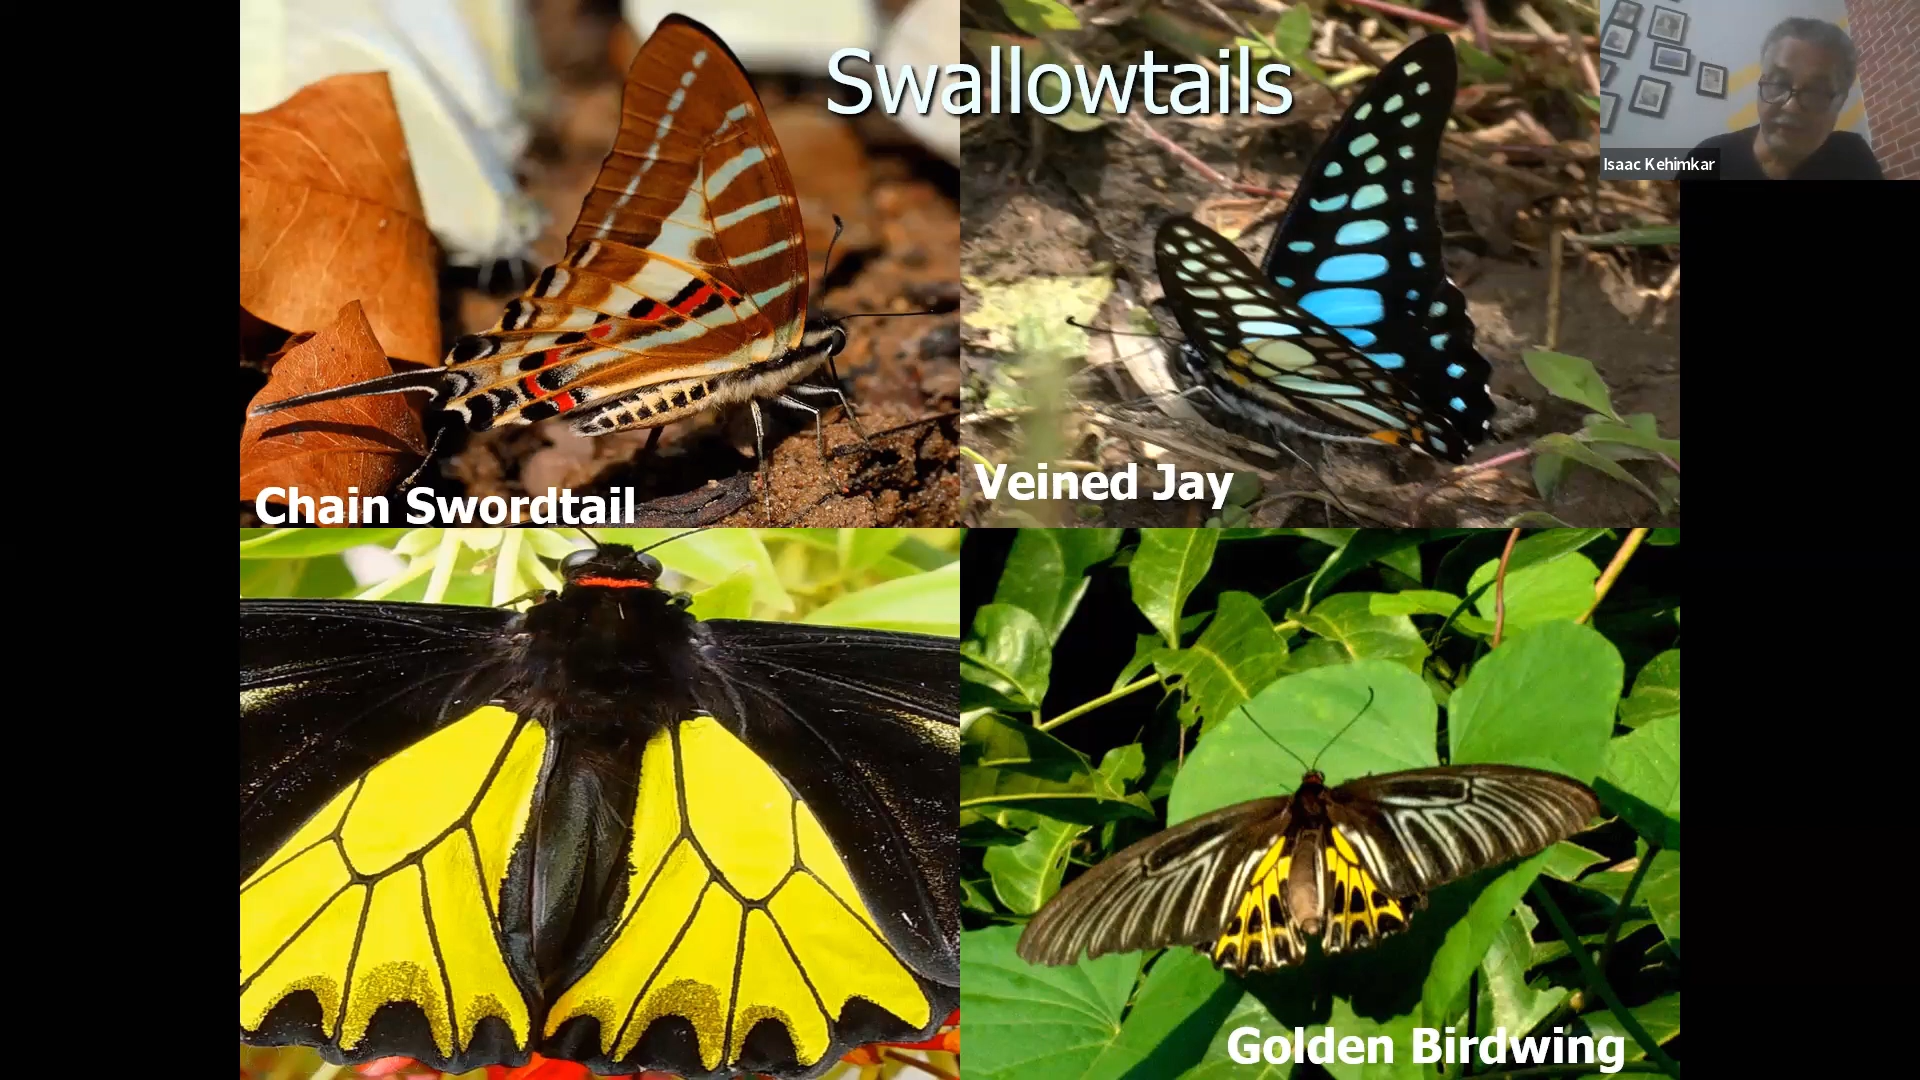 Swallowtails
Isaac Kehimkar
Chain Swordtail
Veined Jay
Golden Birdwing